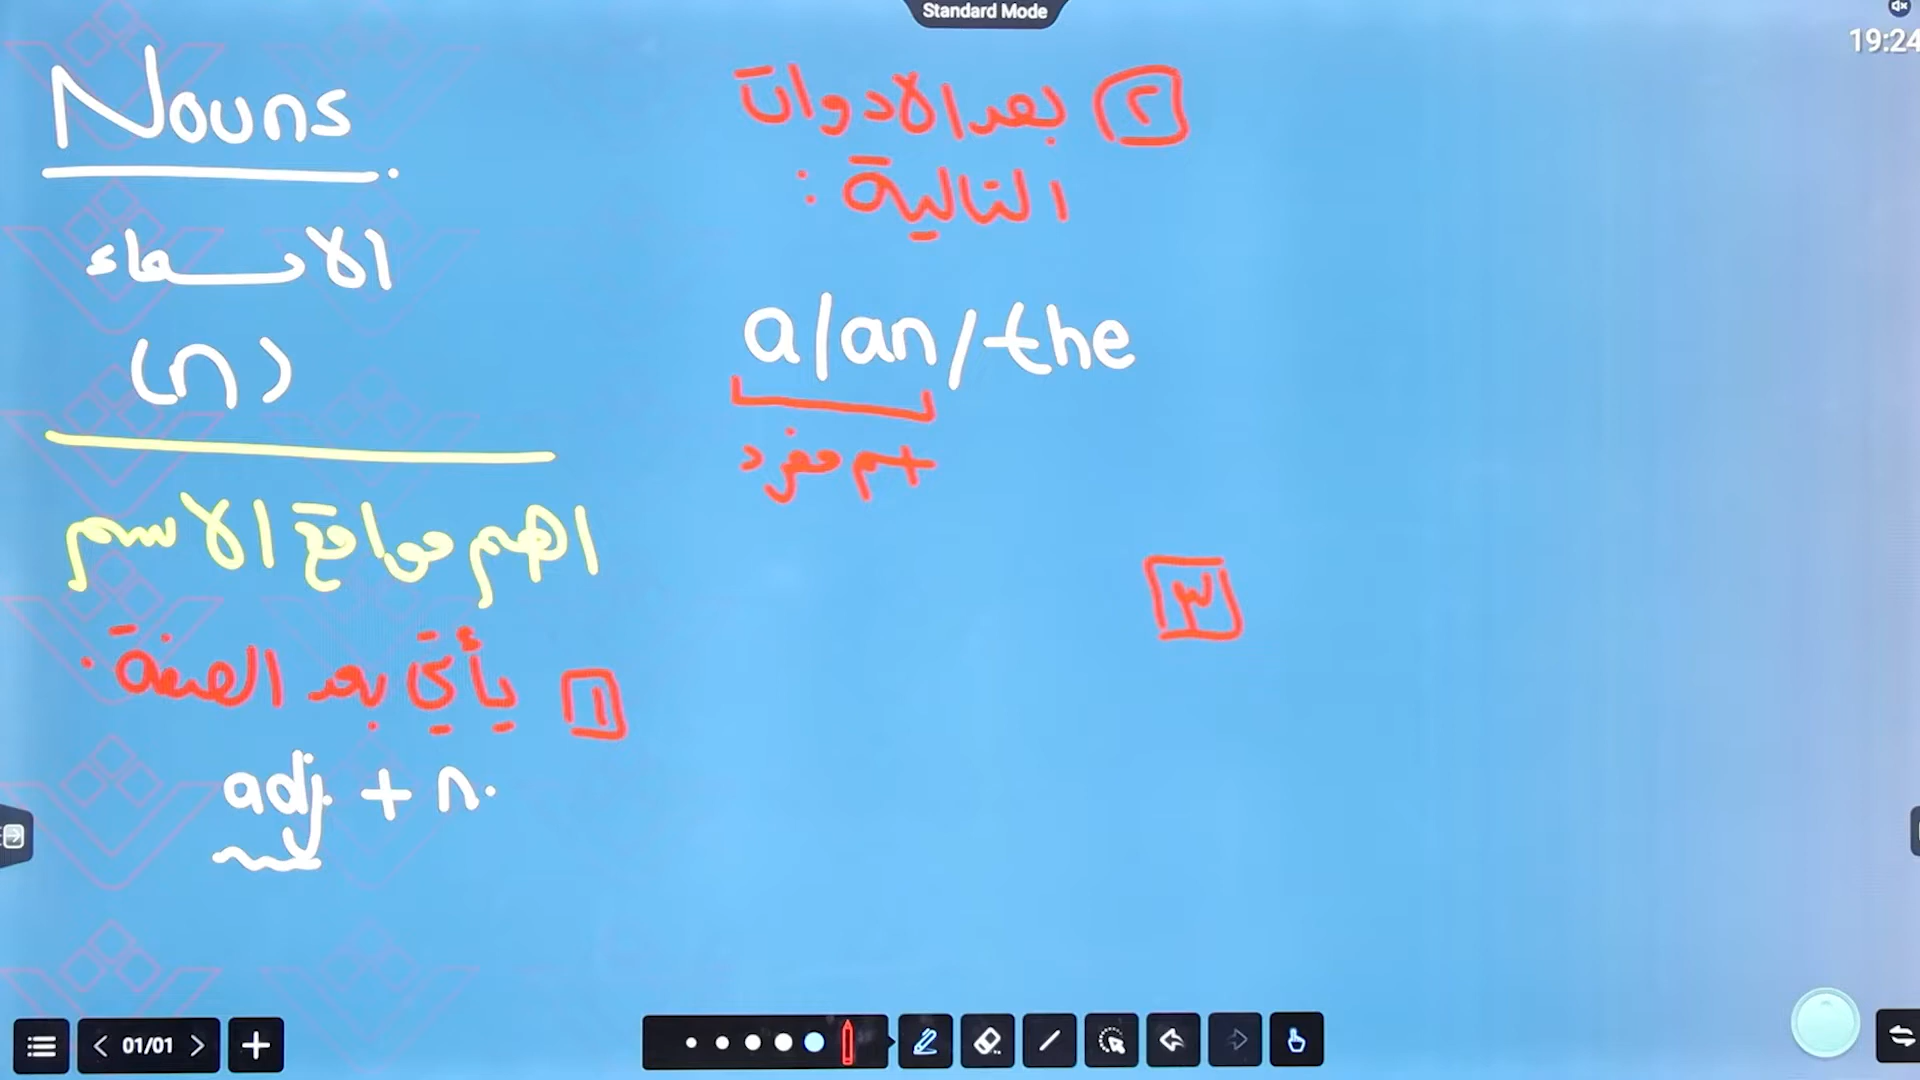 Standard Mode
19:24
Nouns
الاسماء
(n)
اهم مواقع الاسم
١ يأتي بعد الصفة:
adj. + n.
٢ بعد الادوات
التالية:
a/an/the
+م مفرد
٣
01/01